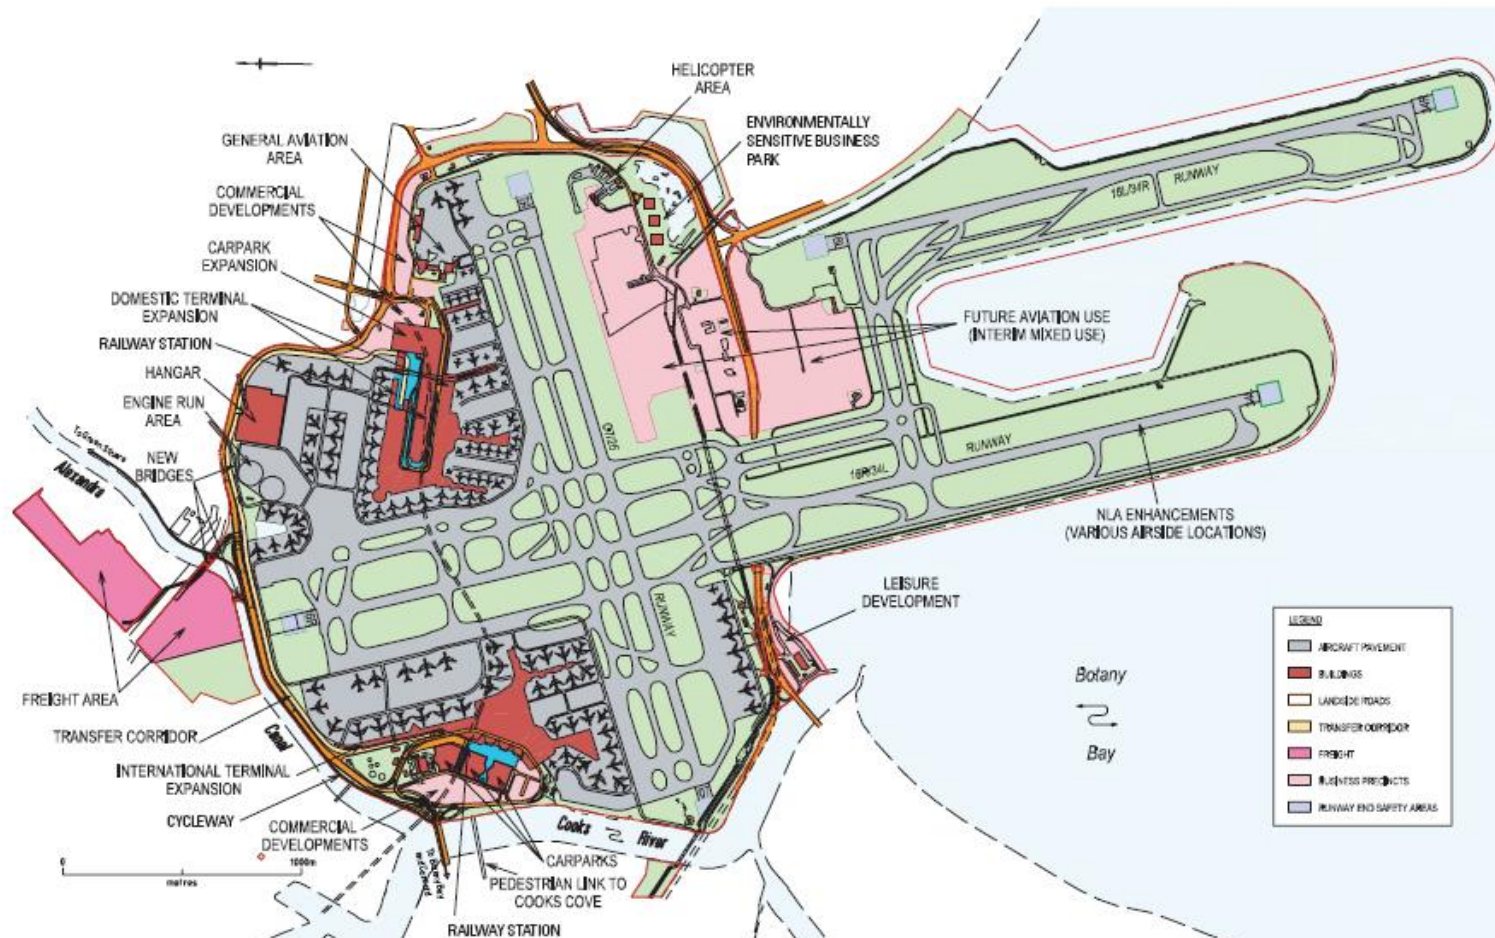 HELICOPTER
AREA
GENERAL AVIATION
AREA
ENVIRONMENTALLY
SENSITIVE BUSINESS
PARK
COMMERCIAL
DEVELOPMENTS
CARPARK
EXPANSION
DOMESTIC TERMINAL
EXPANSION
RAILWAY STATION
HANGAR
ENGINE RUN
AREA
NEW
BRIDGES
To Green Square
Alexandra
16L/34R
RUNWAY
FUTURE AVIATION USE
(INTERIM MIXED USE)
07/25
RUNWAY
16R/34L
NLA ENHANCEMENTS
(VARIOUS AIRSIDE LOCATIONS)
RUNWAY
LEISURE
DEVELOPMENT
FREIGHT AREA
TRANSFER CORRIDOR
Canal
INTERNATIONAL TERMINAL
EXPANSION
CYCLEWAY
COMMERCIAL
DEVELOPMENTS
Cooks
River
CARPARKS
PEDESTRIAN LINK TO
COOKS COVE
RAILWAY STATION
0
1000m
metres
Botany
Bay
LEGEND
AIRCRAFT PAVEMENT
BUILDINGS
LANDSIDE ROADS
TRANSFER CORRIDOR
FREIGHT
BUSINESS PRECINCTS
RUNWAY END SAFETY AREAS